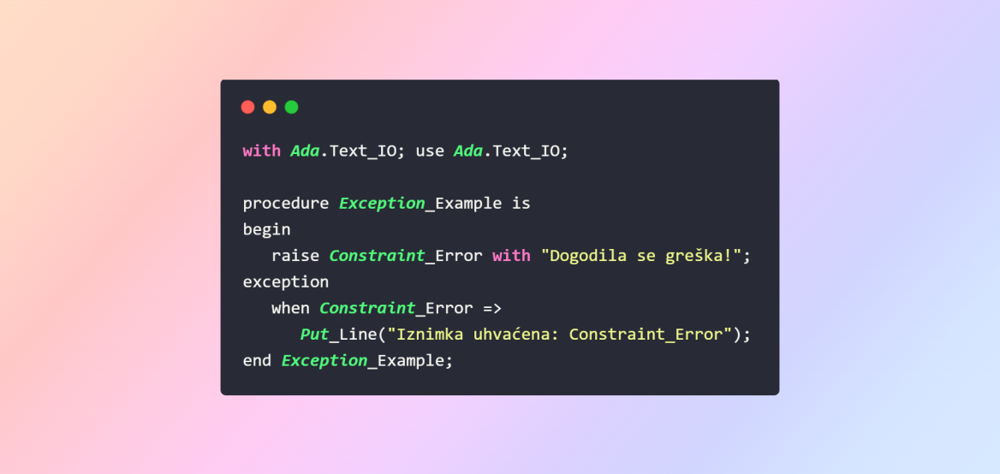 with Ada.Text_IO; use Ada.Text_IO;
procedure Exception_Example is
begin
raise Constraint_Error with "Dogodila se greška!";
exception
when Constraint_Error =>
Put_Line("Iznimka uhvaćena: Constraint_Error");
end Exception_Example;